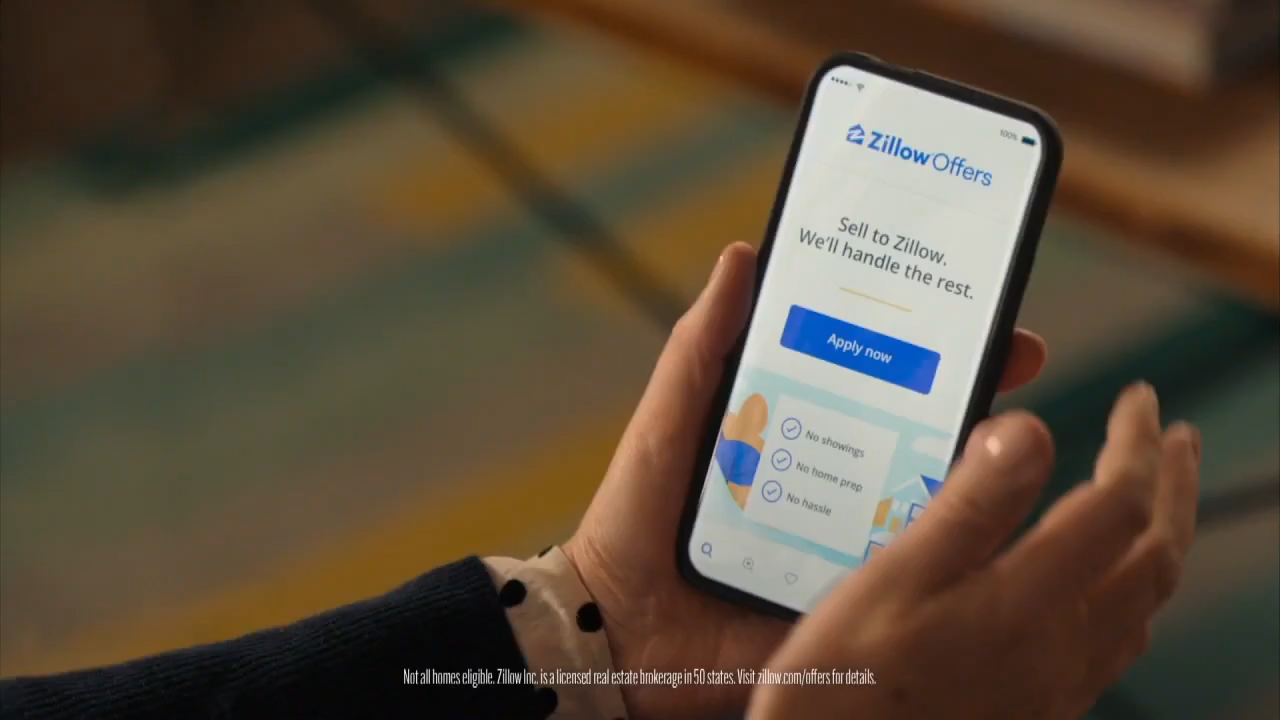 100%
Zillow Offers
Sell to Zillow.
We'll handle the rest.
Apply now
No showings
No home prep
No hassle
Not all homes eligible. Zillow Inc. is a licensed real estate brokerage in 50 states. Visit zillow.com/offers for details.